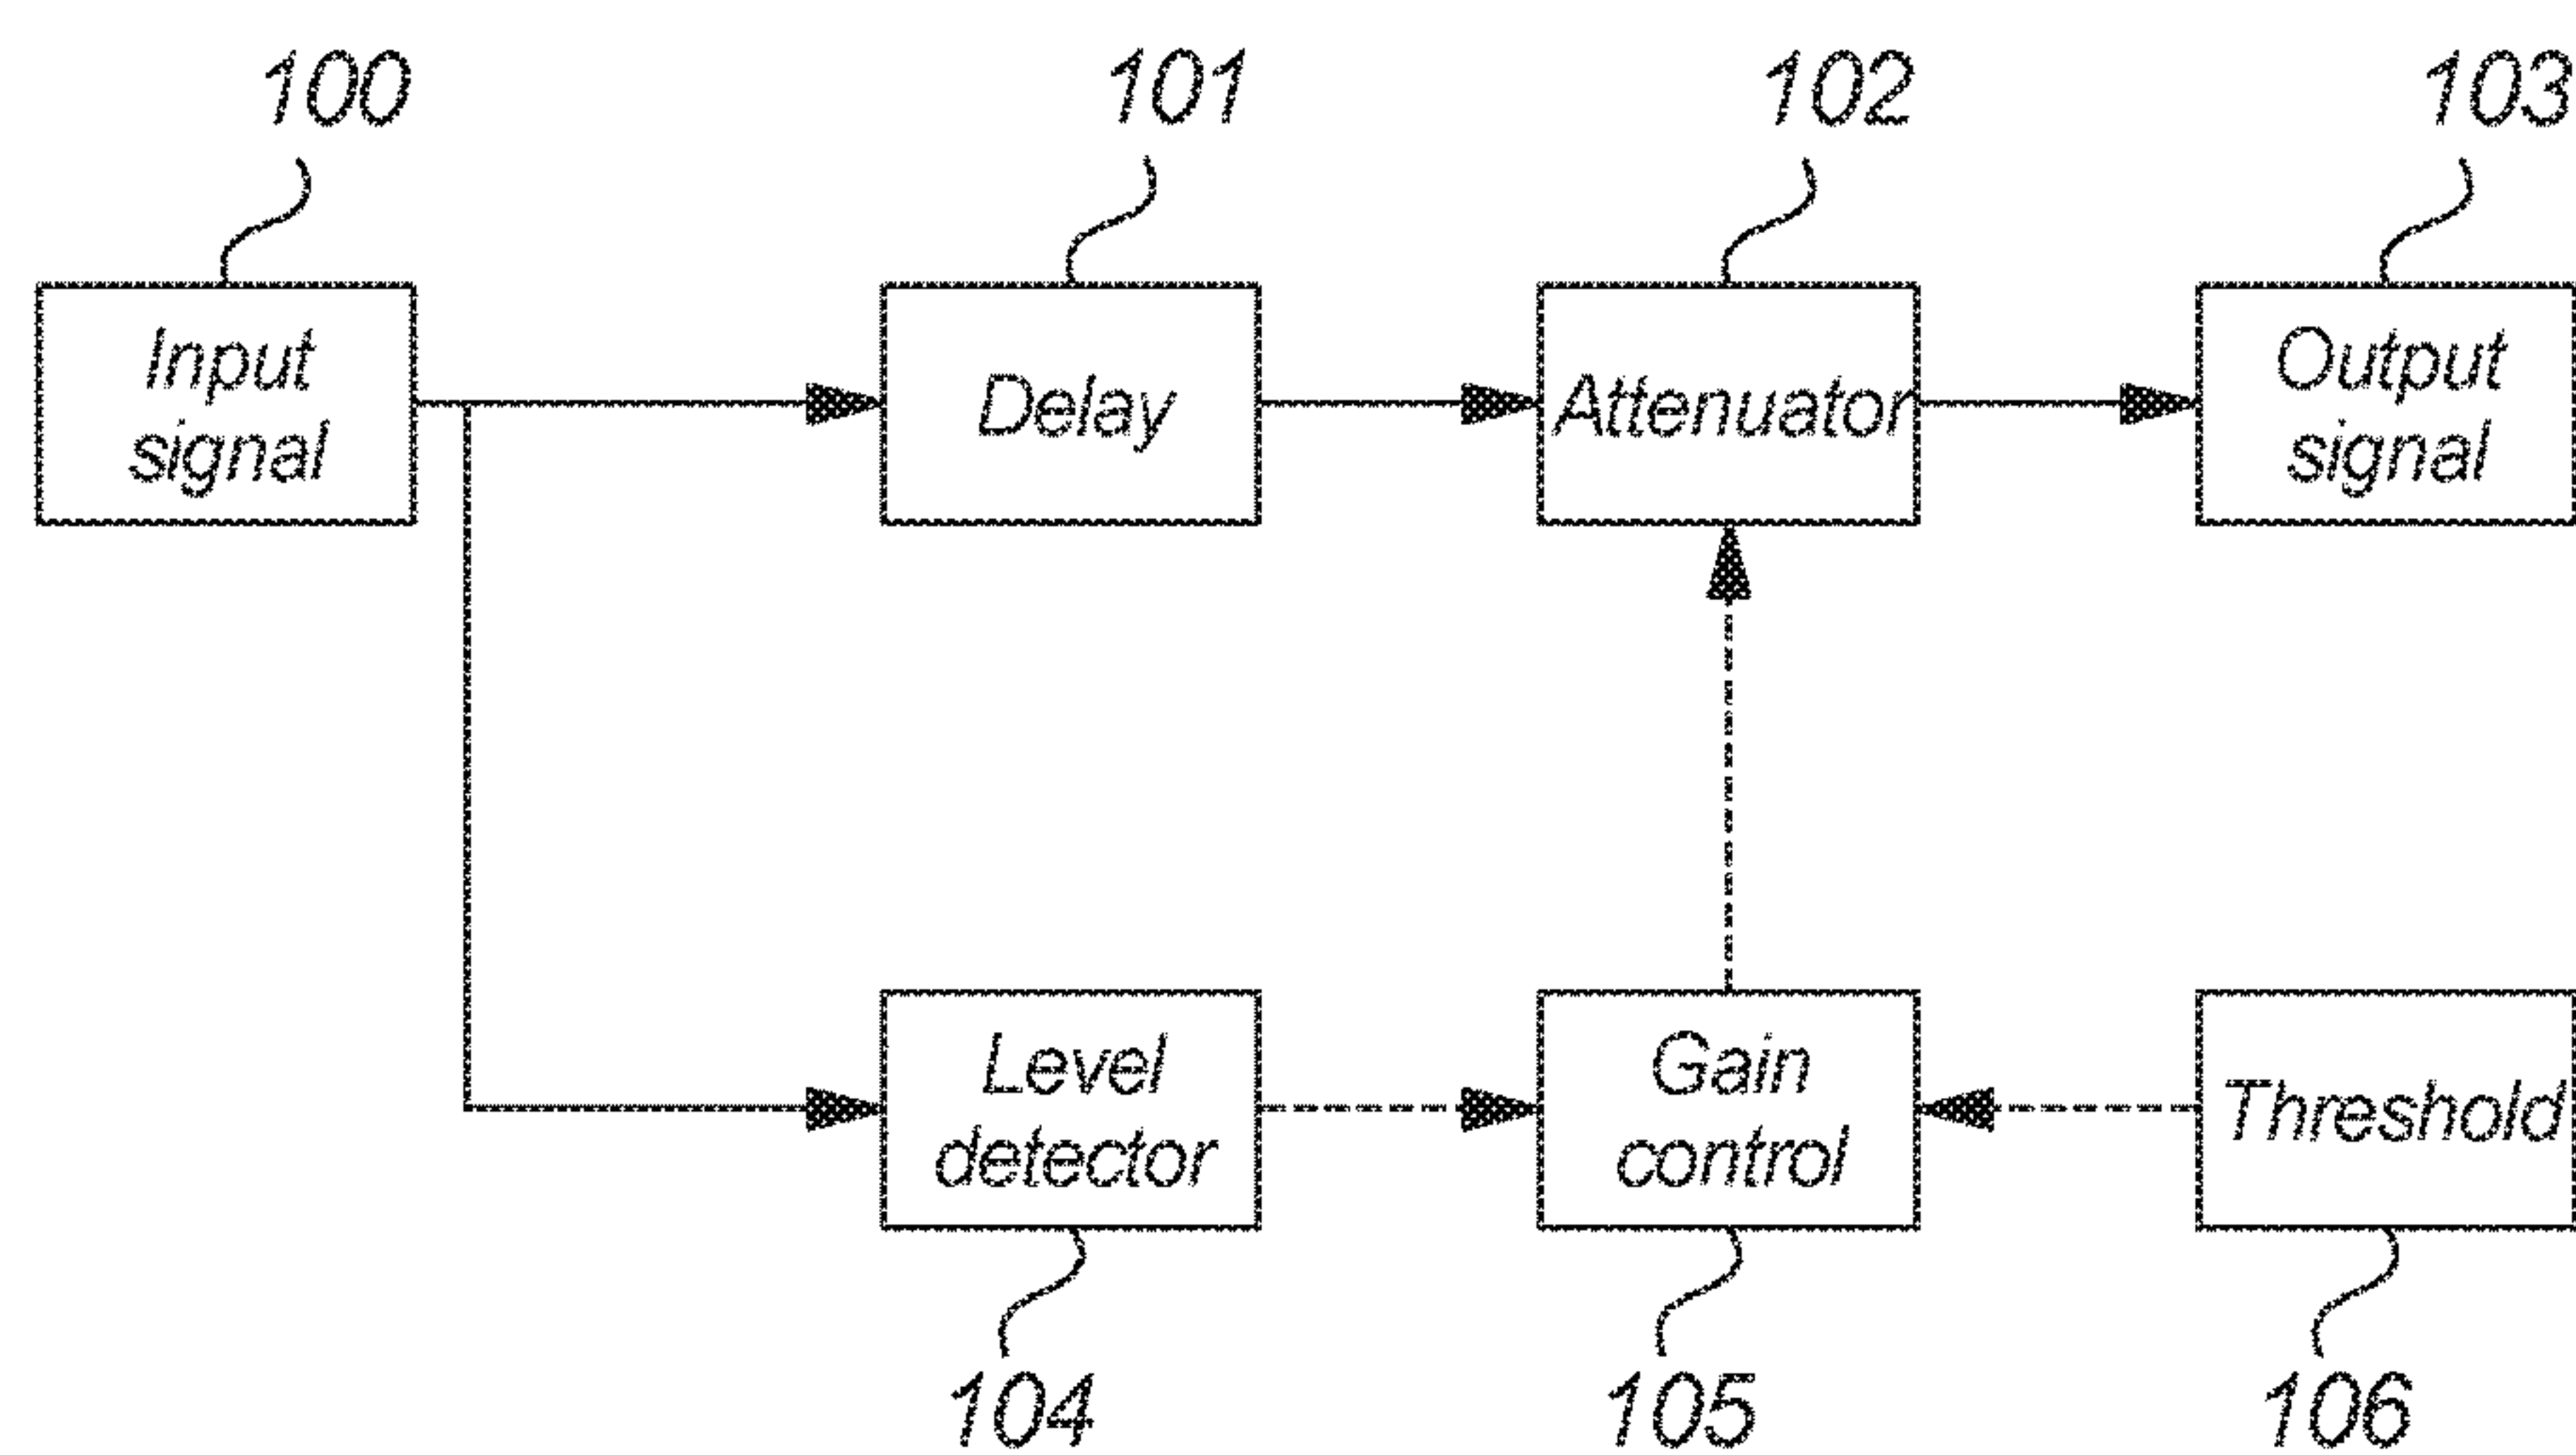 100
101
102
103
Input
signal
Delay
Attenuator
Output
signal
Level
detector
Gain
control
Threshold
104
105
106